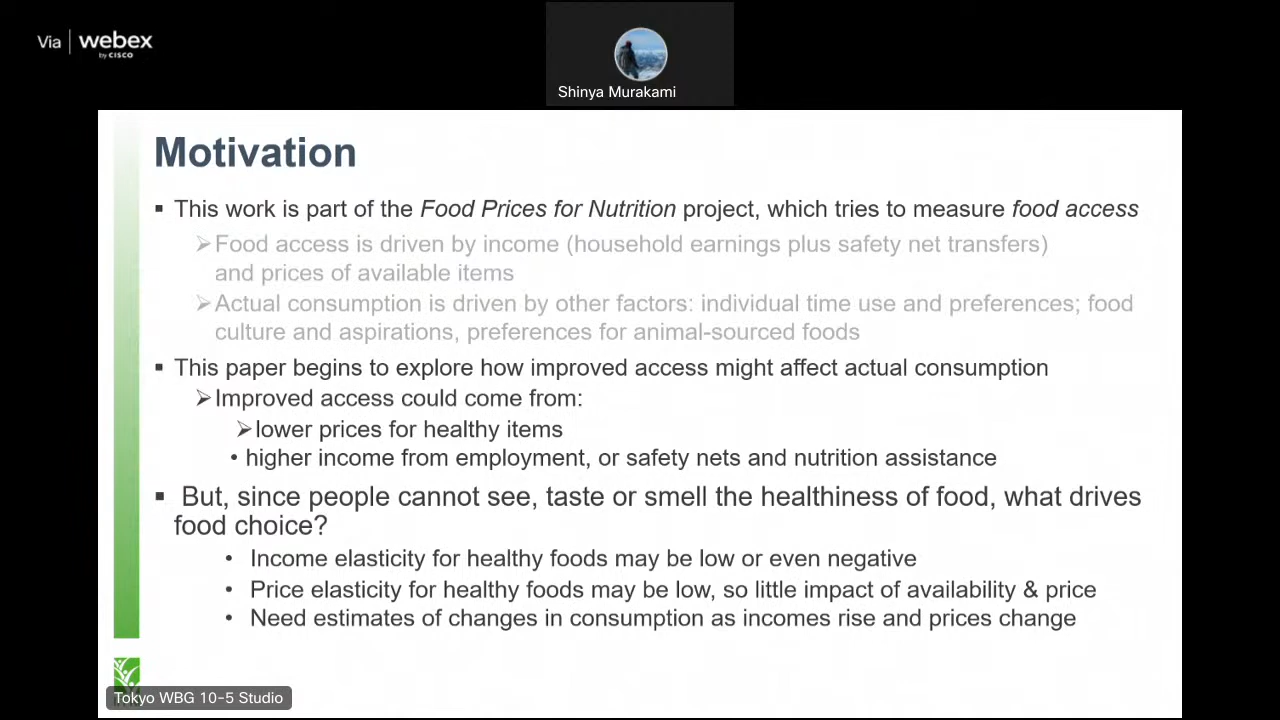 Via | webex
by CISCO
Shinya Murakami
Motivation
▪ This work is part of the Food Prices for Nutrition project, which tries to measure food access
➢Food access is driven by income (household earnings plus safety net transfers)
and prices of available items
➢Actual consumption is driven by other factors: individual time use and preferences; food
culture and aspirations, preferences for animal-sourced foods
▪ This paper begins to explore how improved access might affect actual consumption
➢Improved access could come from:
➢lower prices for healthy items
• higher income from employment, or safety nets and nutrition assistance
▪ But, since people cannot see, taste or smell the healthiness of food, what drives
food choice?
• Income elasticity for healthy foods may be low or even negative
• Price elasticity for healthy foods may be low, so little impact of availability & price
• Need estimates of changes in consumption as incomes rise and prices change
Tokyo WBG 10-5 Studio